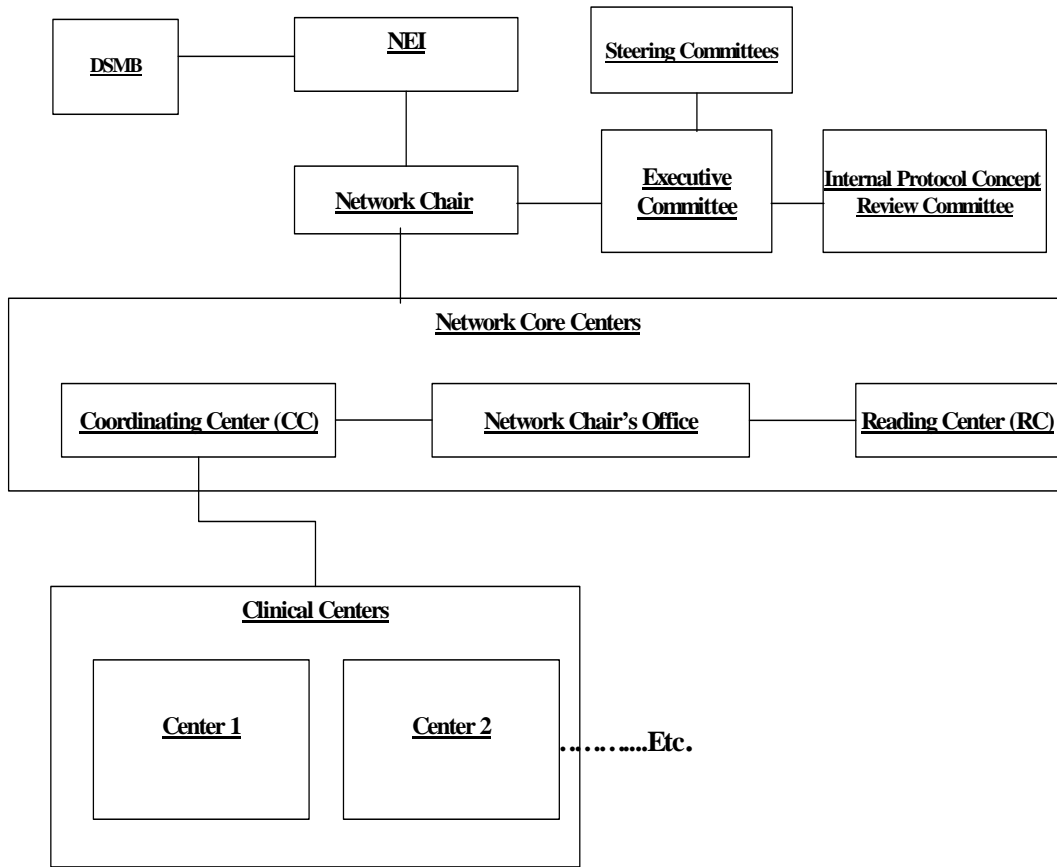 NEI
DSMB
Steering Committees
Network Chair
Executive
Committee
Internal Protocol Concept
Review Committee
Network Core Centers
Coordinating Center (CC)
Network Chair's Office
Reading Center (RC)
Clinical Centers
Center 1
Center 2
………....Etc.